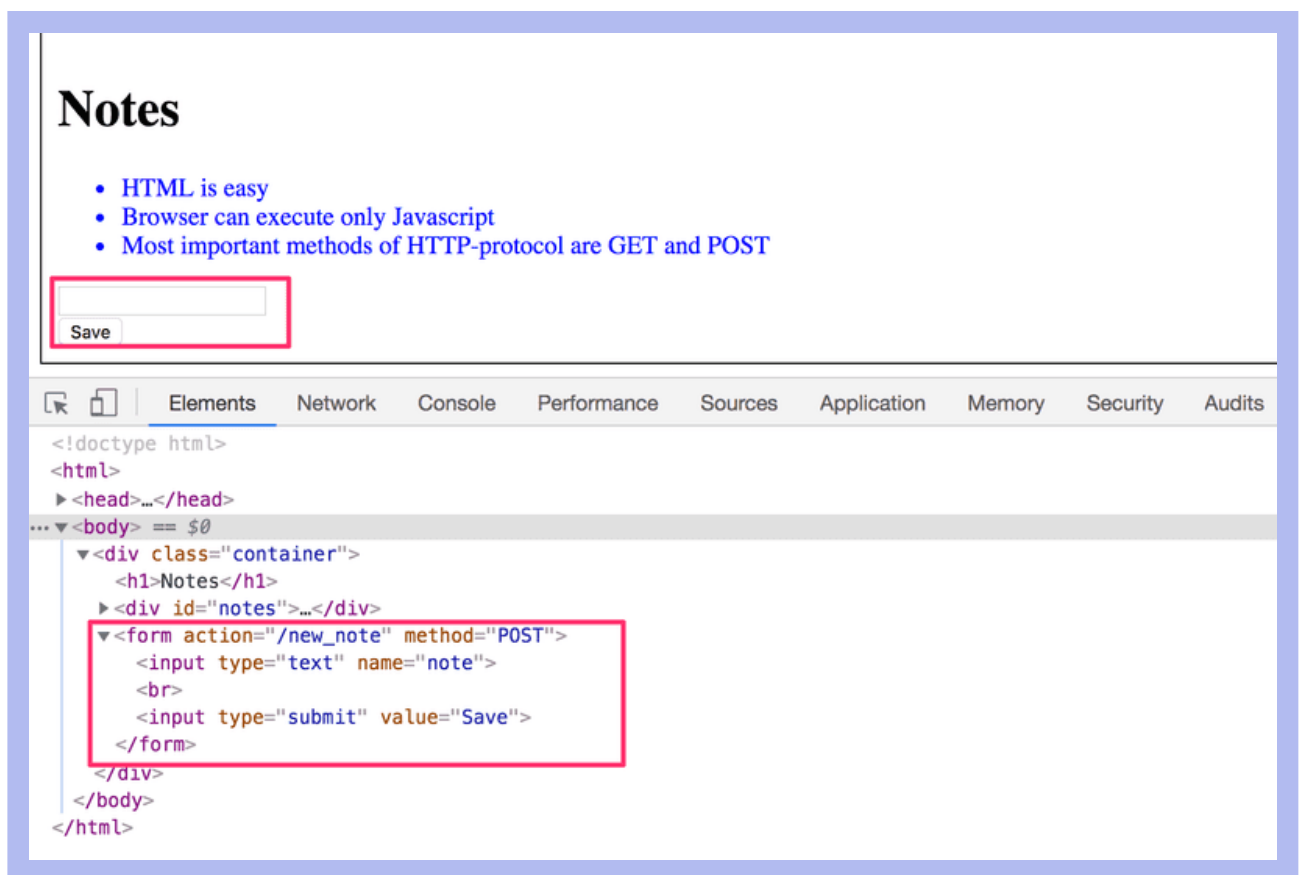 Notes
HTML is easy
Browser can execute only Javascript
Most important methods of HTTP-protocol are GET and POST
Save
Elements Network Console Performance Sources Application Memory Security Audits
<!doctype html>
<html>
<head>…</head>
… <body> == $0
<div class="container">
<h1>Notes</h1>
<div id="notes">…</div>
<form action="/new_note" method="POST">
<input type="text" name="note">
<br>
<input type="submit" value="Save">
</form>
</div>
</body>
</html>